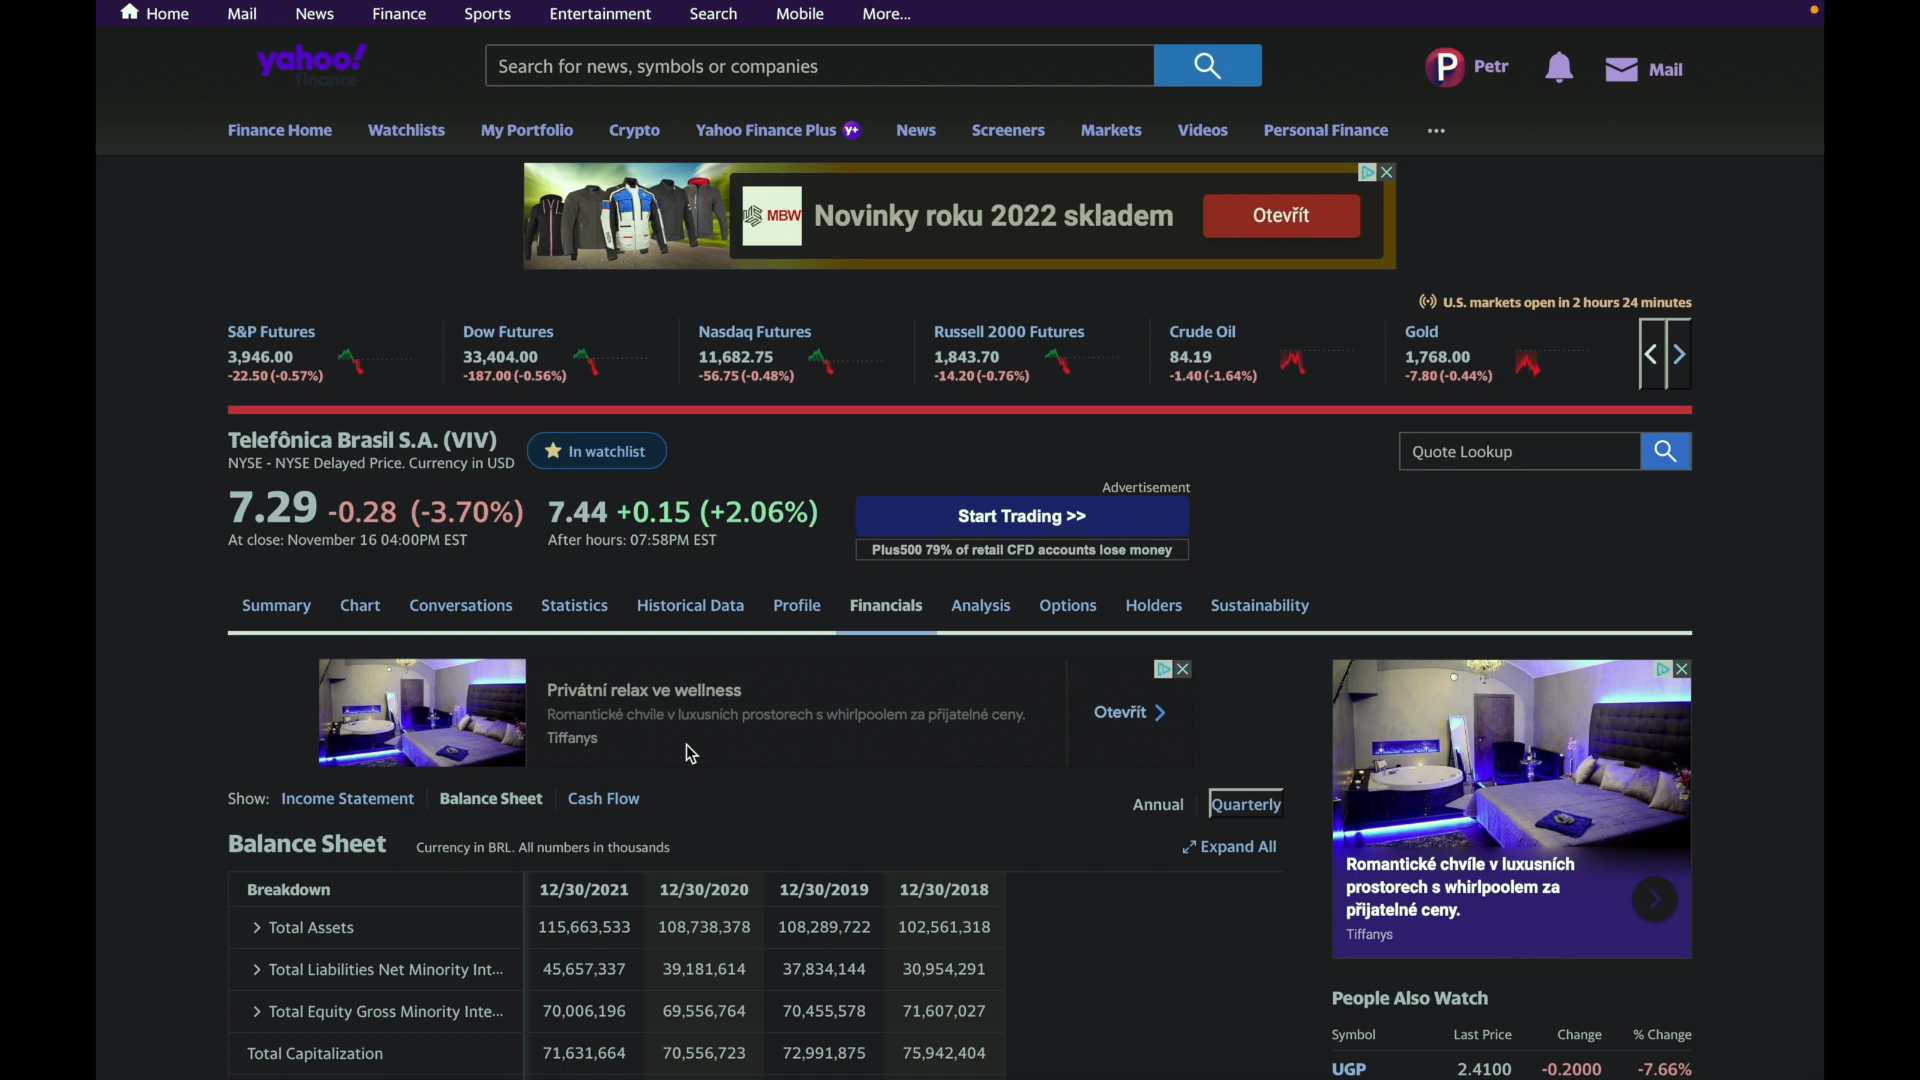 Home Mail News Finance Sports Entertainment Search Mobile More...
yahoo!
finance
Search for news, symbols or companies
P Petr Mail
Finance Home Watchlists My Portfolio Crypto Yahoo Finance Plus y+ News Screeners Markets Videos Personal Finance ...
MBW Novinky roku 2022 skladem Otevřít
U.S. markets open in 2 hours 24 minutes
S&P Futures Dow Futures Nasdaq Futures Russell 2000 Futures Crude Oil Gold
3,946.00 33,404.00 11,682.75 1,843.70 84.19 1,768.00
-22.50 (-0.57%) -187.00 (-0.56%) -56.75 (-0.48%) -14.20 (-0.76%) -1.40 (-1.64%) -7.80 (-0.44%)
Telefônica Brasil S.A. (VIV) In watchlist
NYSE - NYSE Delayed Price. Currency in USD
Quote Lookup
7.29 -0.28 (-3.70%) 7.44 +0.15 (+2.06%)
At close: November 16 04:00PM EST After hours: 07:58PM EST
Advertisement
Start Trading >>
Plus500 79% of retail CFD accounts lose money
Summary Chart Conversations Statistics Historical Data Profile Financials Analysis Options Holders Sustainability
Privátní relax ve wellness
Romantické chvíle v luxusních prostorech s whirlpoolem za přijatelné ceny.
Tiffanys
Otevřít
Show: Income Statement Balance Sheet Cash Flow
Annual Quarterly
Balance Sheet Currency in BRL. All numbers in thousands
Expand All
Breakdown 12/30/2021 12/30/2020 12/30/2019 12/30/2018
Total Assets 115,663,533 108,738,378 108,289,722 102,561,318
Total Liabilities Net Minority Int... 45,657,337 39,181,614 37,834,144 30,954,291
Total Equity Gross Minority Inte... 70,006,196 69,556,764 70,455,578 71,607,027
Total Capitalization 71,631,664 70,556,723 72,991,875 75,942,404
Romantické chvíle v luxusních
prostorech s whirlpoolem za
přijatelné ceny.
Tiffanys
People Also Watch
Symbol Last Price Change % Change
UGP 2.4100 -0.2000 -7.66%